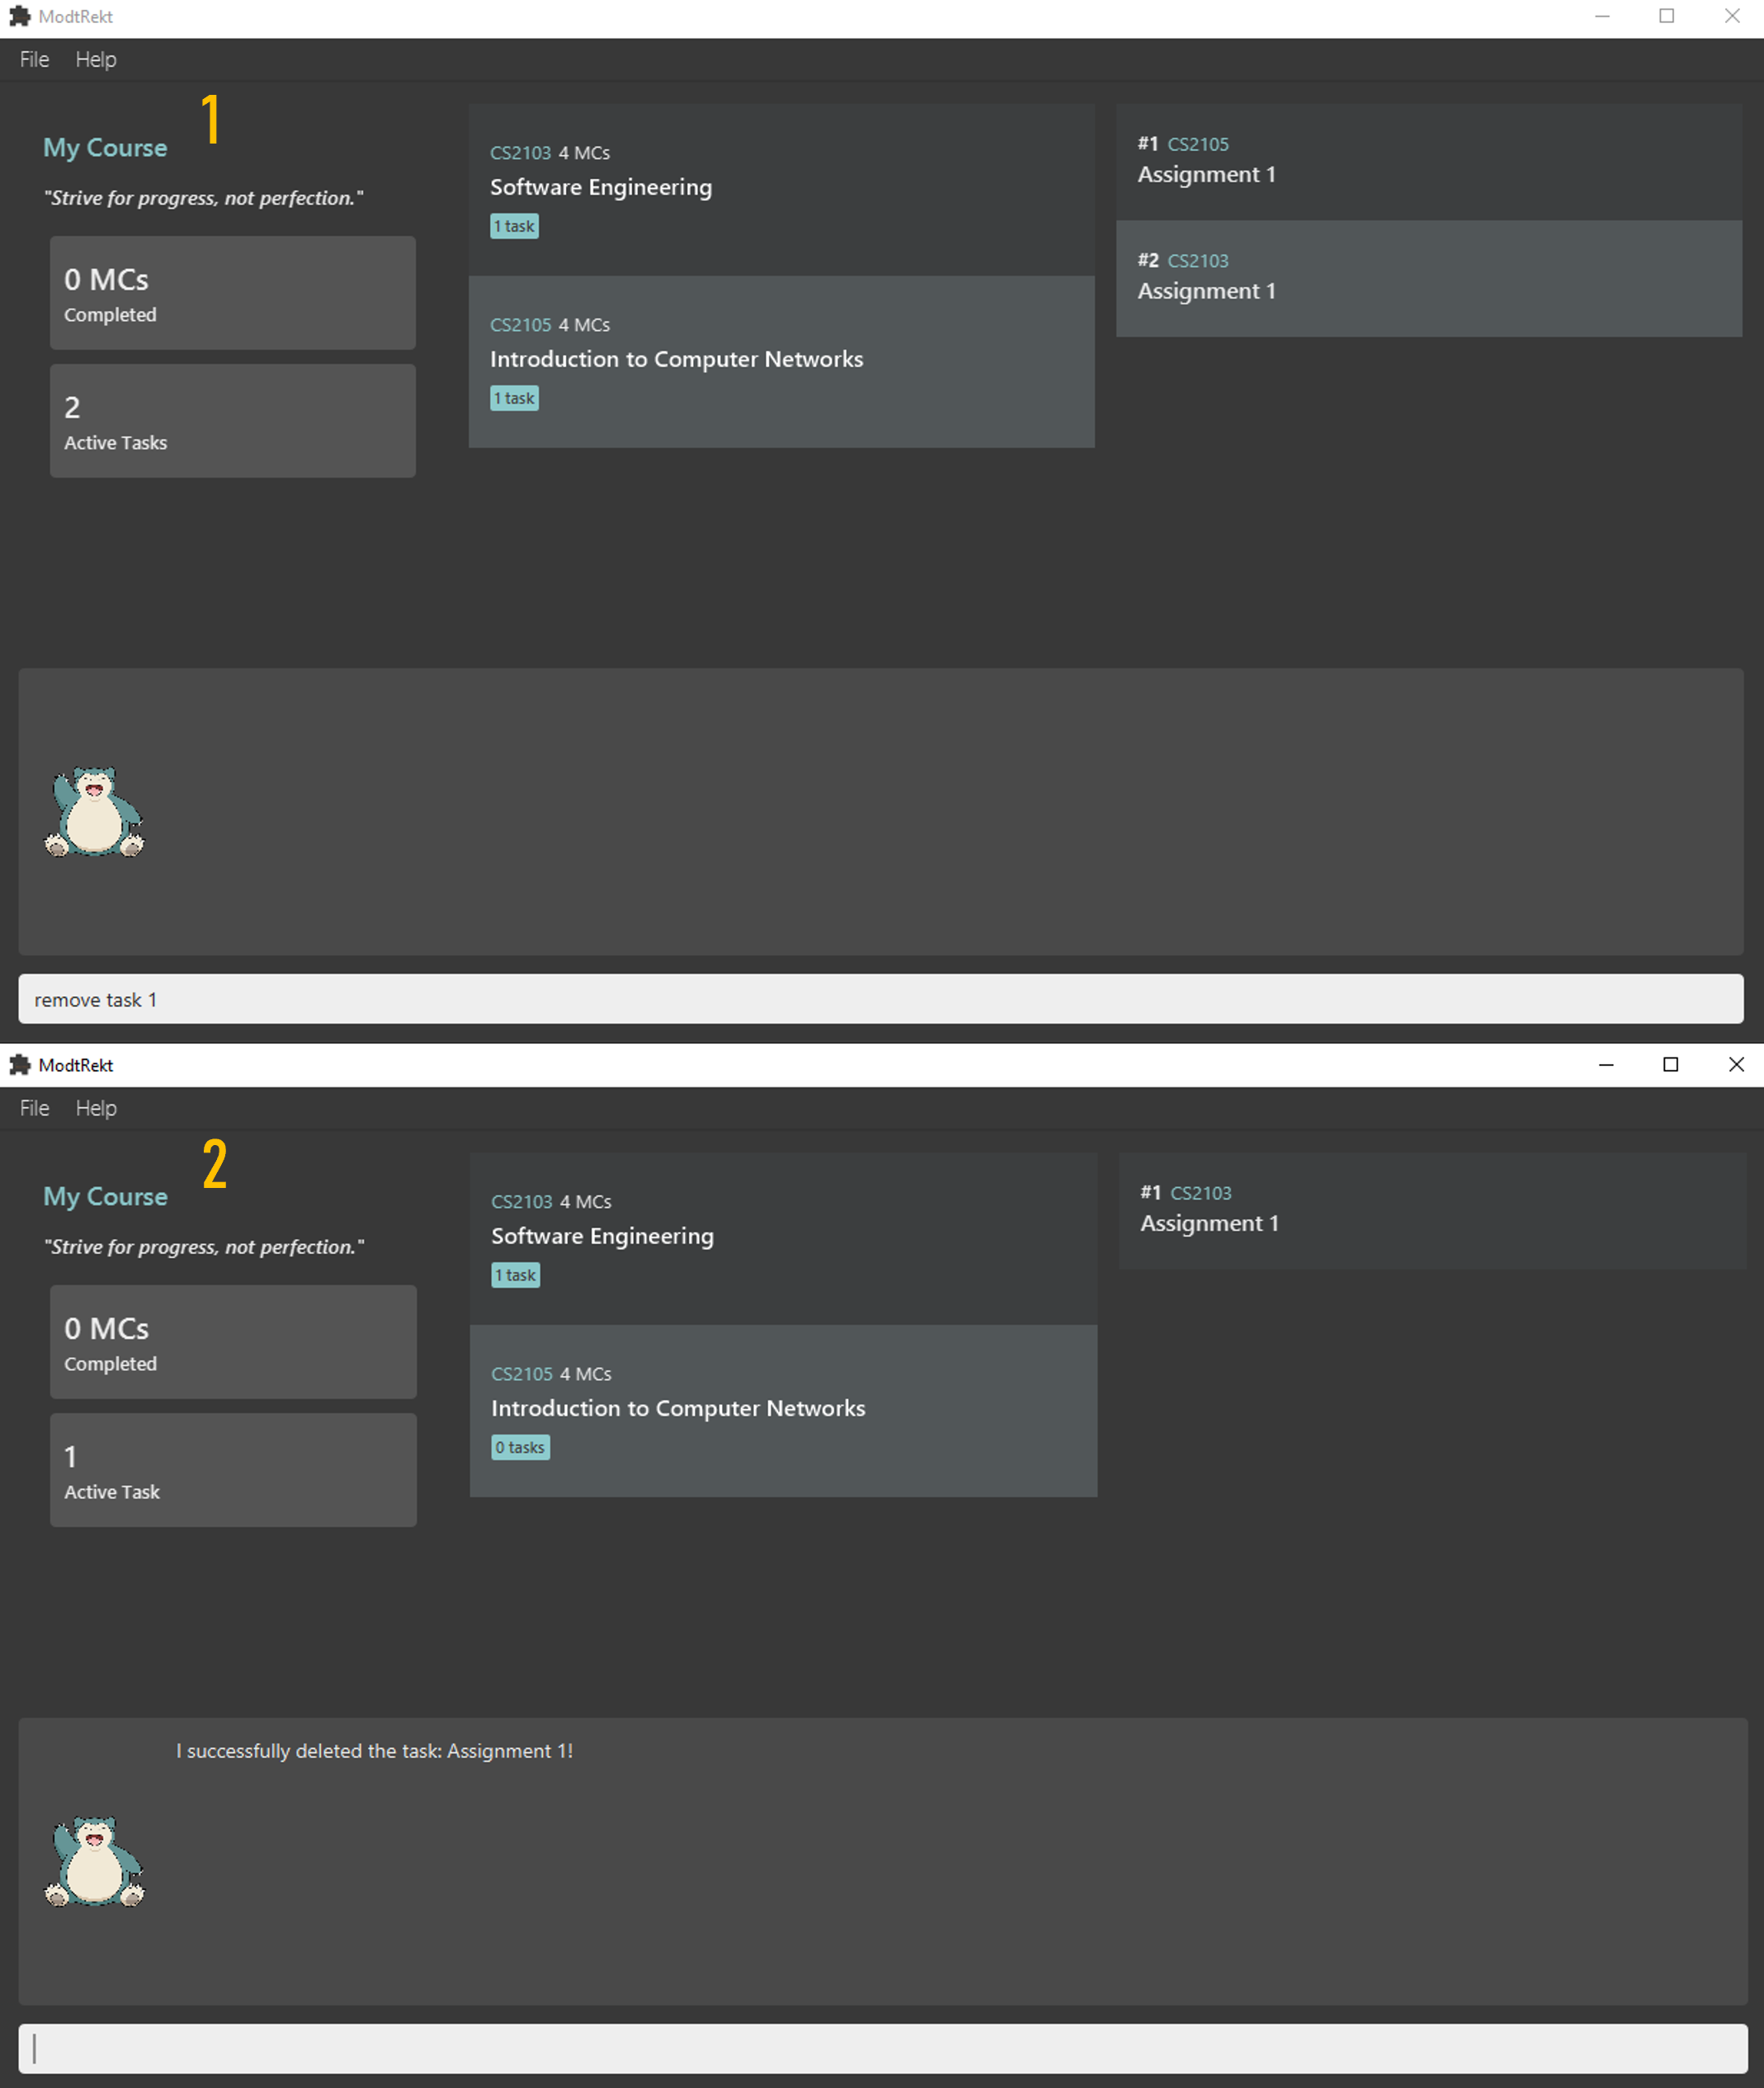 ModtRekt
File Help
1
My Course
"Strive for progress, not perfection."
0 MCs
Completed
2
Active Tasks
CS2103 4 MCs
Software Engineering
1 task
CS2105 4 MCs
Introduction to Computer Networks
1 task
#1 CS2105
Assignment 1
#2 CS2103
Assignment 1
remove task 1
ModtRekt
File Help
2
My Course
"Strive for progress, not perfection."
0 MCs
Completed
1
Active Task
CS2103 4 MCs
Software Engineering
1 task
CS2105 4 MCs
Introduction to Computer Networks
0 tasks
#1 CS2103
Assignment 1
I successfully deleted the task: Assignment 1!